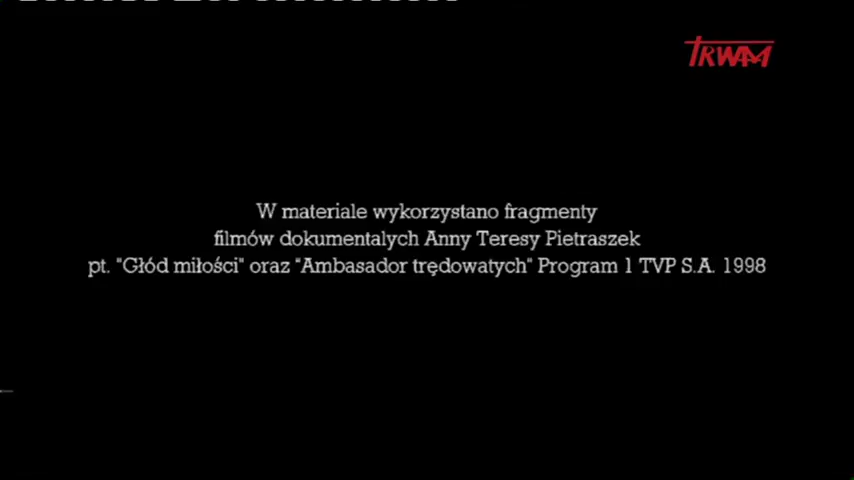 TRWAM
W materiale wykorzystano fragmenty
filmów dokumentalych Anny Teresy Pietraszek
pt. "Głód miłości" oraz "Ambasador trędowatych" Program 1 TVP S.A. 1998